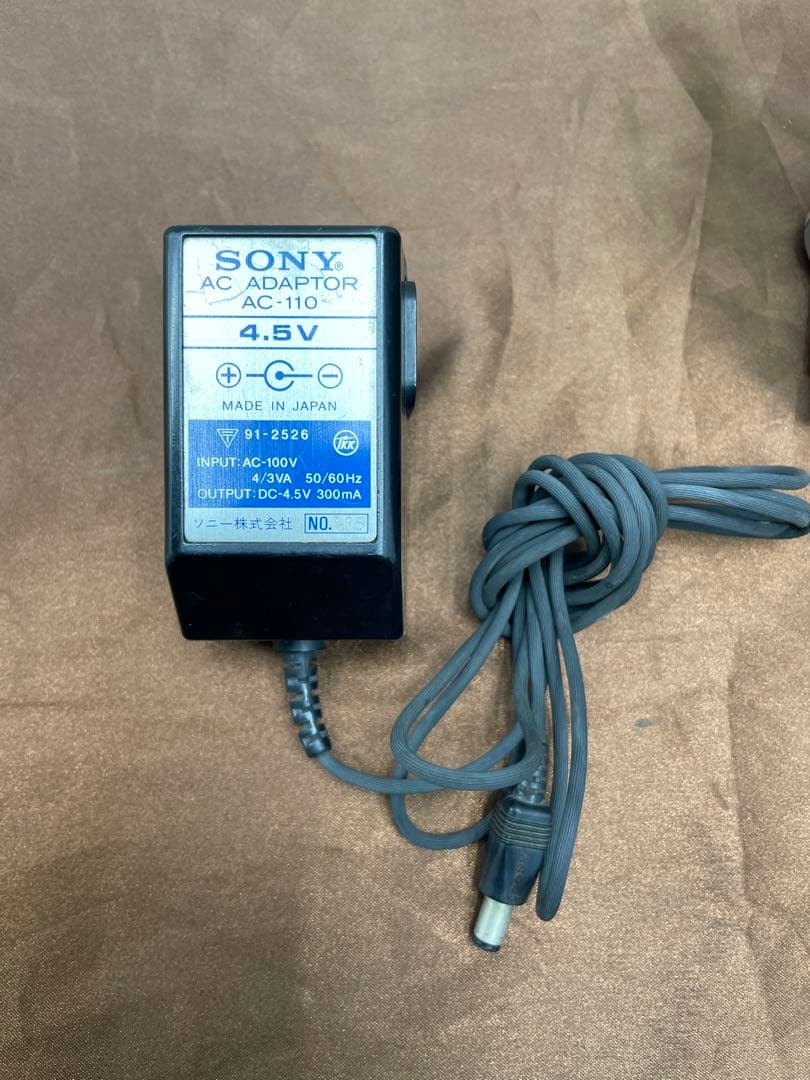 SONY®
AC ADAPTOR
AC-110
4.5V
MADE IN JAPAN
〒 91-2526 TKK
INPUT: AC-100V
4/3VA 50/60Hz
OUTPUT: DC-4.5V 300mA
ソニー株式会社 NO.